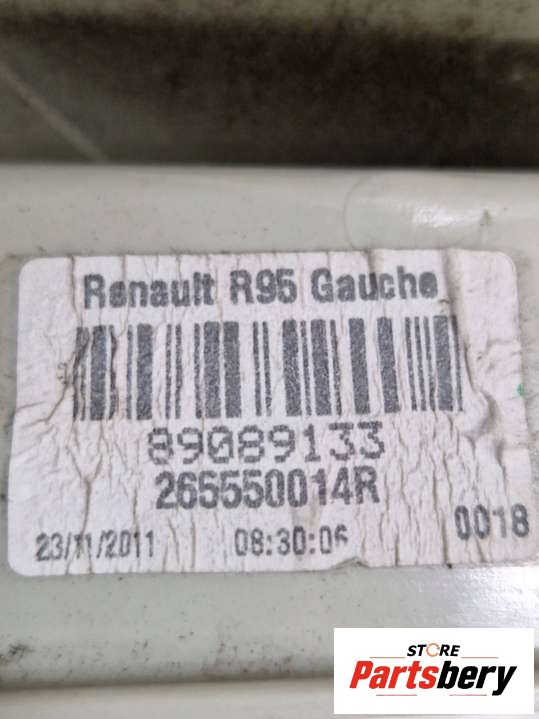 Renault R95 Gauche
89089133
265550014R
23/11/2011 08:30:06 0018
STORE
Partsbery